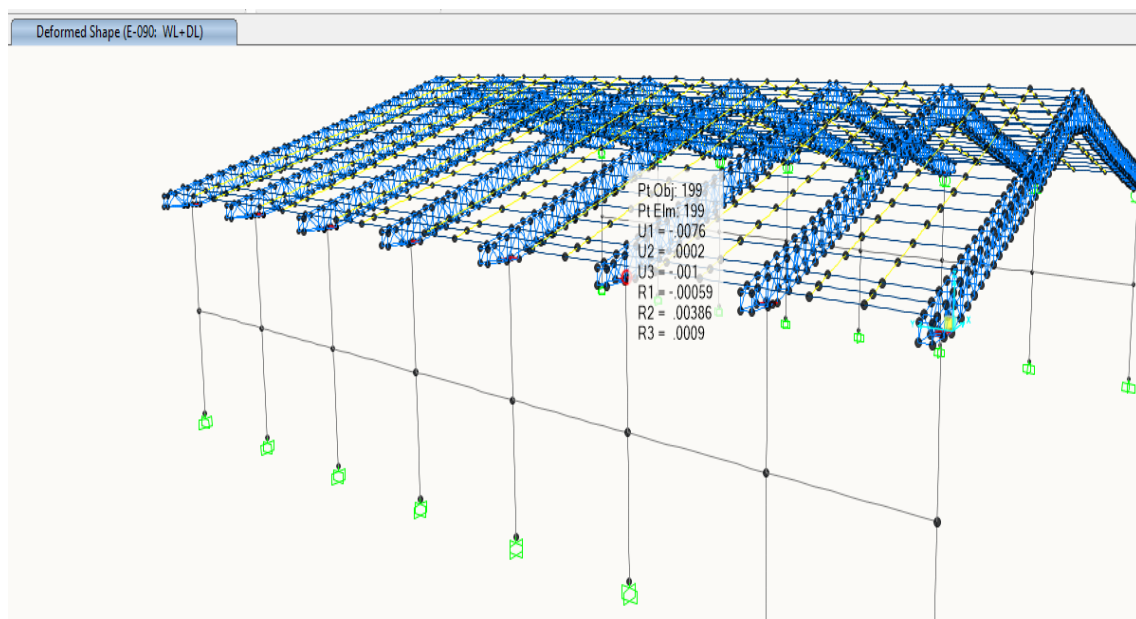 Deformed Shape (E-090: WL+DL)
Pt Obj: 199
Pt Elm: 199
U1 = -.0076
U2 = .0002
U3 = -.001
R1 = -.00059
R2 = .00386
R3 = .0009